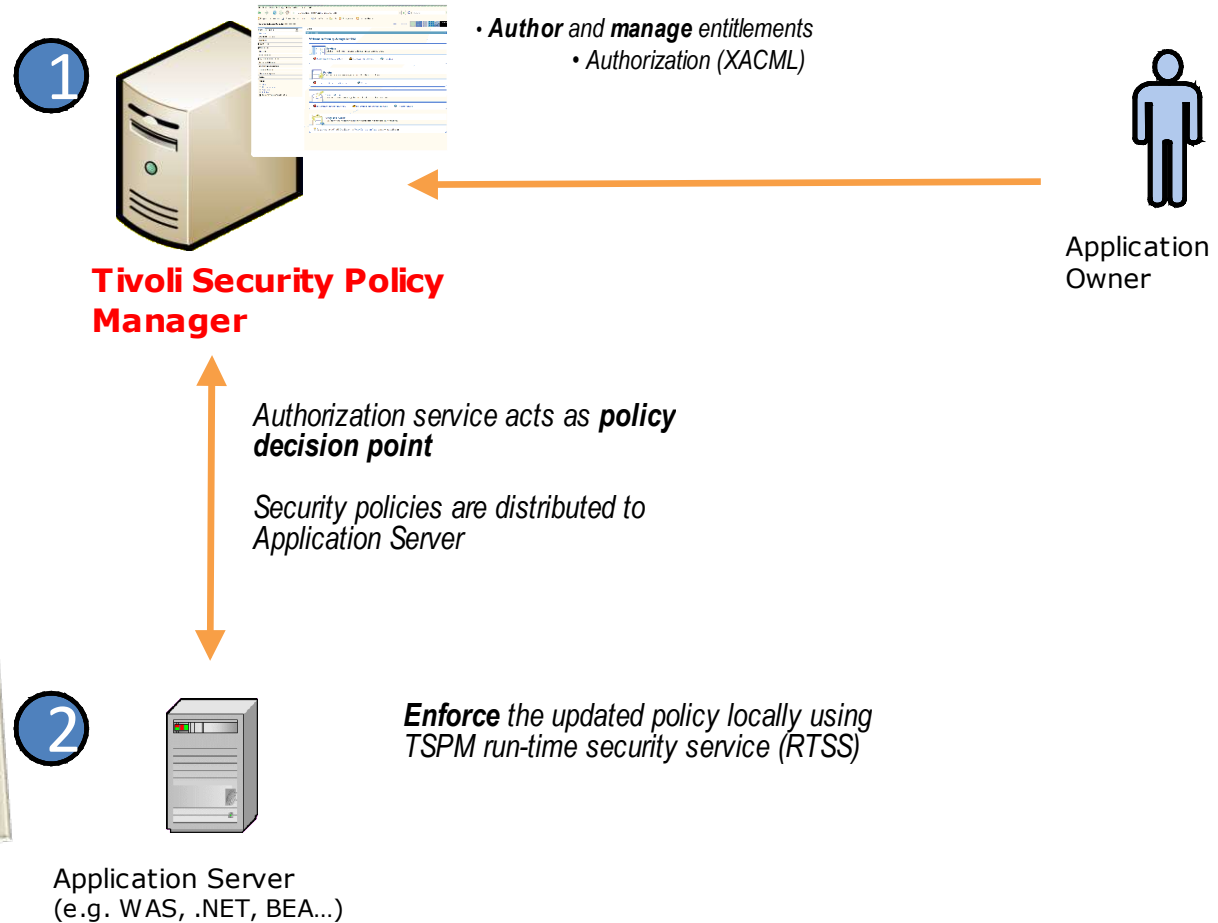 1
• Author and manage entitlements
• Authorization (XACML)
Application
Owner
Tivoli Security Policy
Manager
Authorization service acts as policy
decision point
Security policies are distributed to
Application Server
2
Enforce the updated policy locally using
TSPM run-time security service (RTSS)
Application Server
(e.g. WAS, .NET, BEA…)